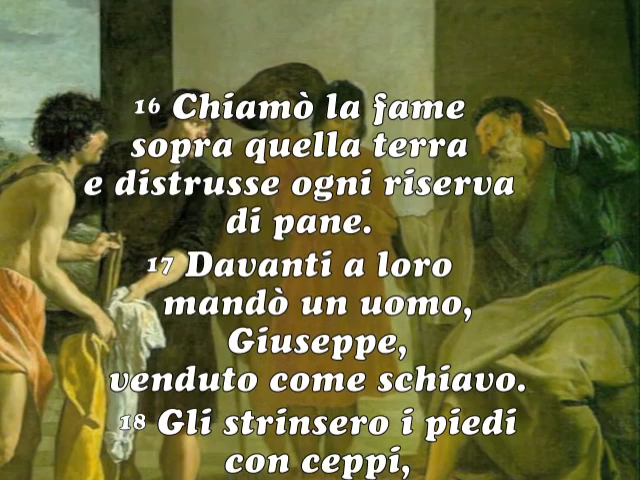 16 Chiamò la fame
sopra quella terra
e distrusse ogni riserva
di pane.
17 Davanti a loro
mandò un uomo,
Giuseppe,
venduto come schiavo.
18 Gli strinsero i piedi
con ceppi,